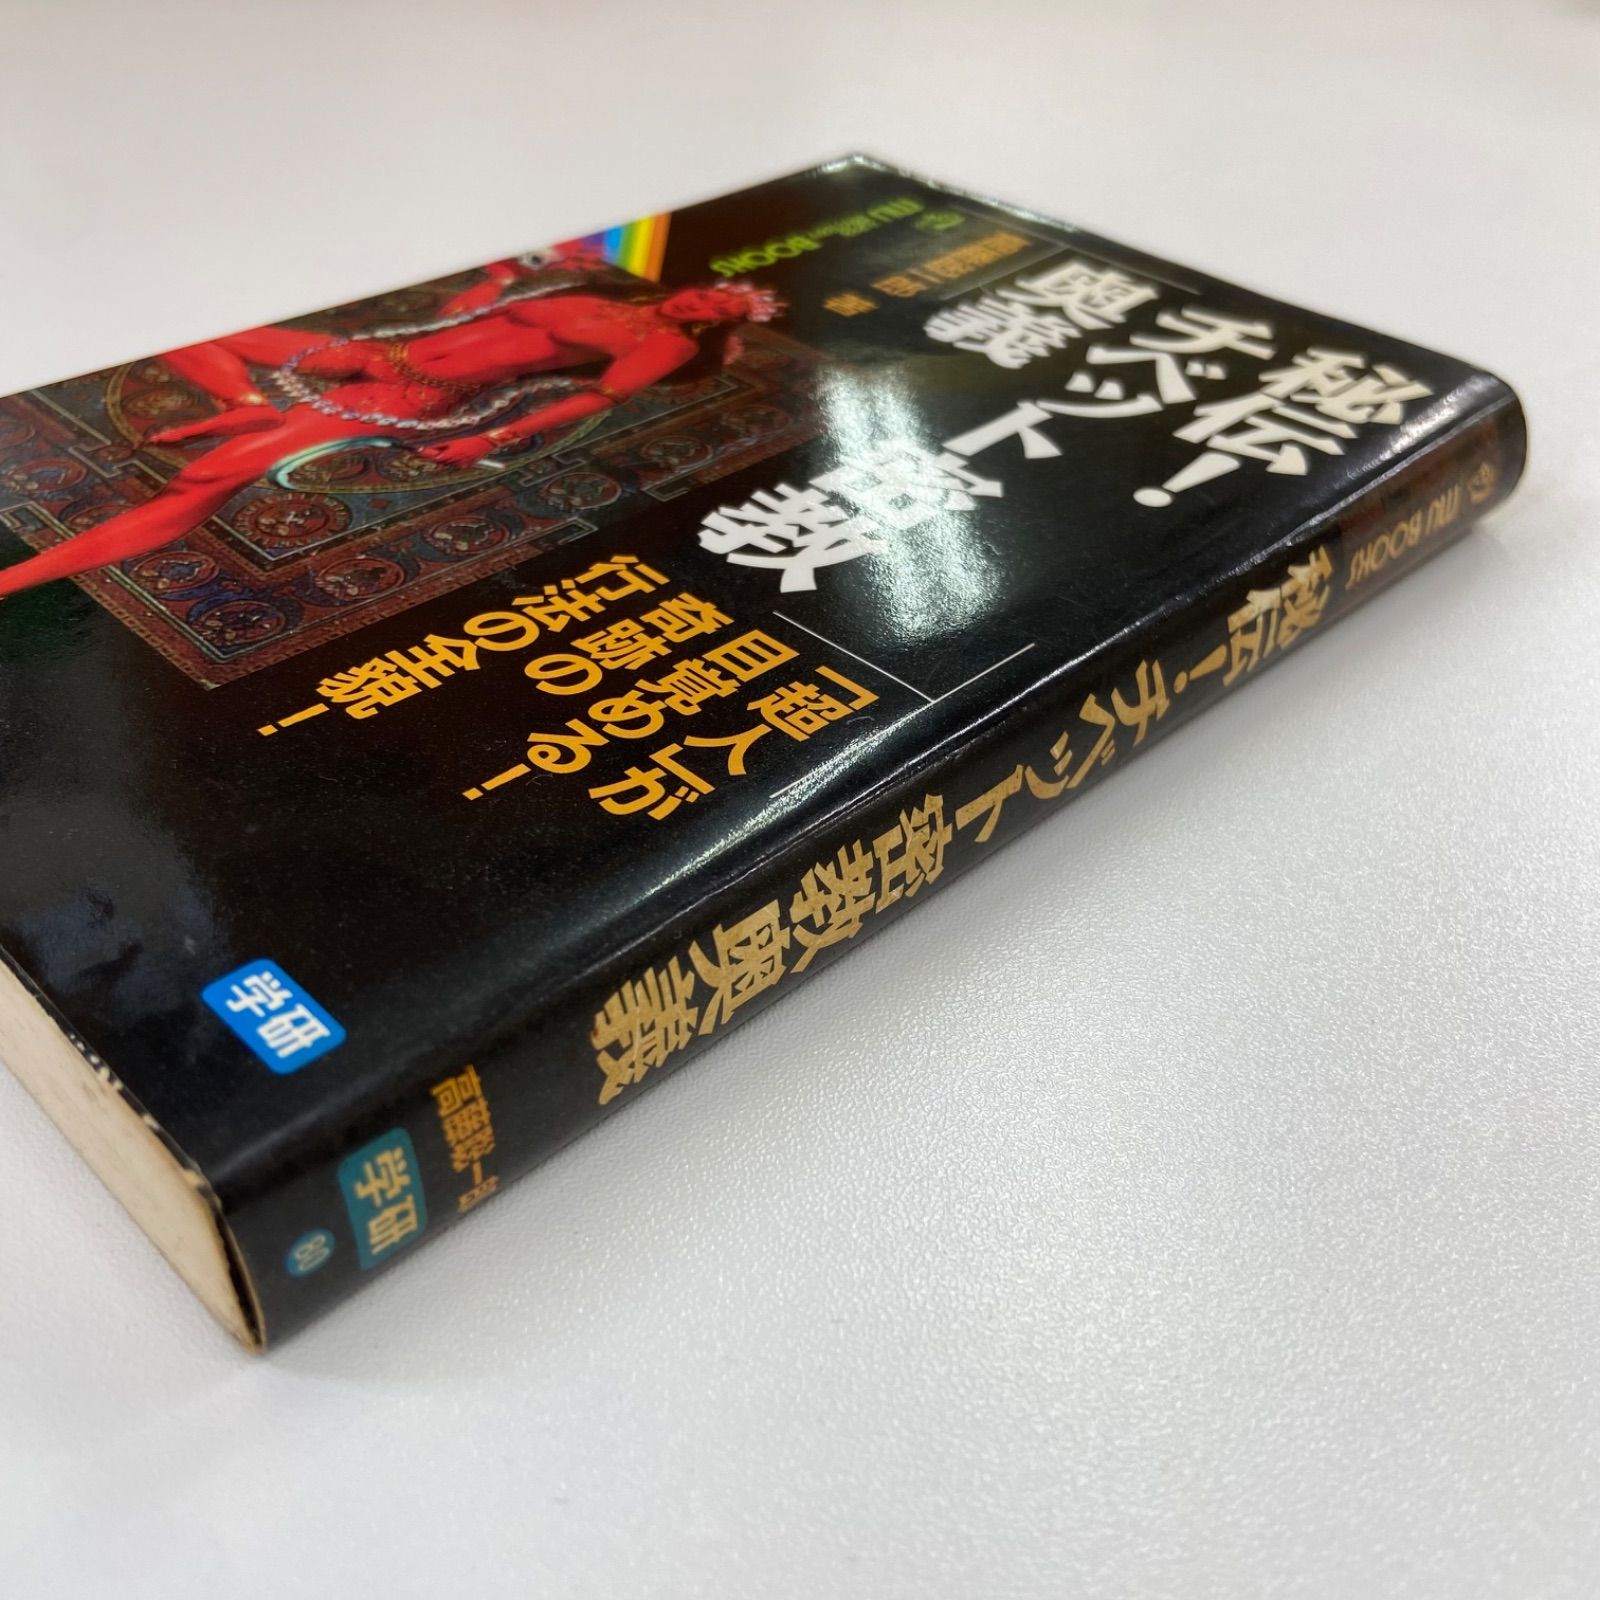 MU BOOKS
高藤聡一郎 著
秘伝!
チベット密教
奥義
「超人」が
目覚める!
奇跡の
行法の全貌!
学研
MU BOOKS
秘伝!チベット密教奥義
高藤聡一郎
学研
80